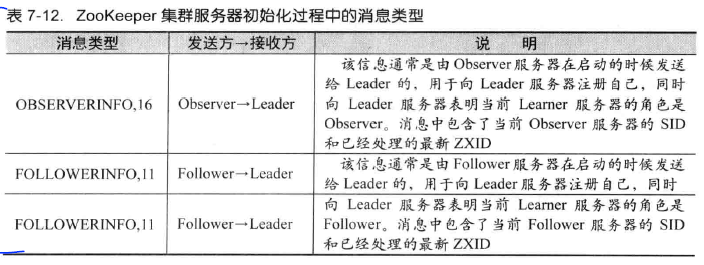 表 7-12. ZooKeeper 集群服务器初始化过程中的消息类型
消息类型 发送方→接收方 说 明
该信息通常是由 Observer 服务器在启动的时候发送
给 Leader 的，用于向 Leader 服务器注册自己，同时
OBSERVERINFO,16 Observer→Leader 向 Leader 服务器表明当前 Learner 服务器的角色是
Observer。消息中包含了当前 Observer 服务器的 SID
和已经处理的最新 ZXID
FOLLOWERINFO,11 Follower→Leader 该信息通常是由 Follower 服务器在启动的时候发送
给 Leader 的，用于向 Leader 服务器注册自己，同时
向 Leader 服务器表明当前 Learner 服务器的角色是
FOLLOWERINFO,11 Follower→Leader Follower。消息中包含了当前 Follower 服务器的 SID
和已经处理的最新 ZXID